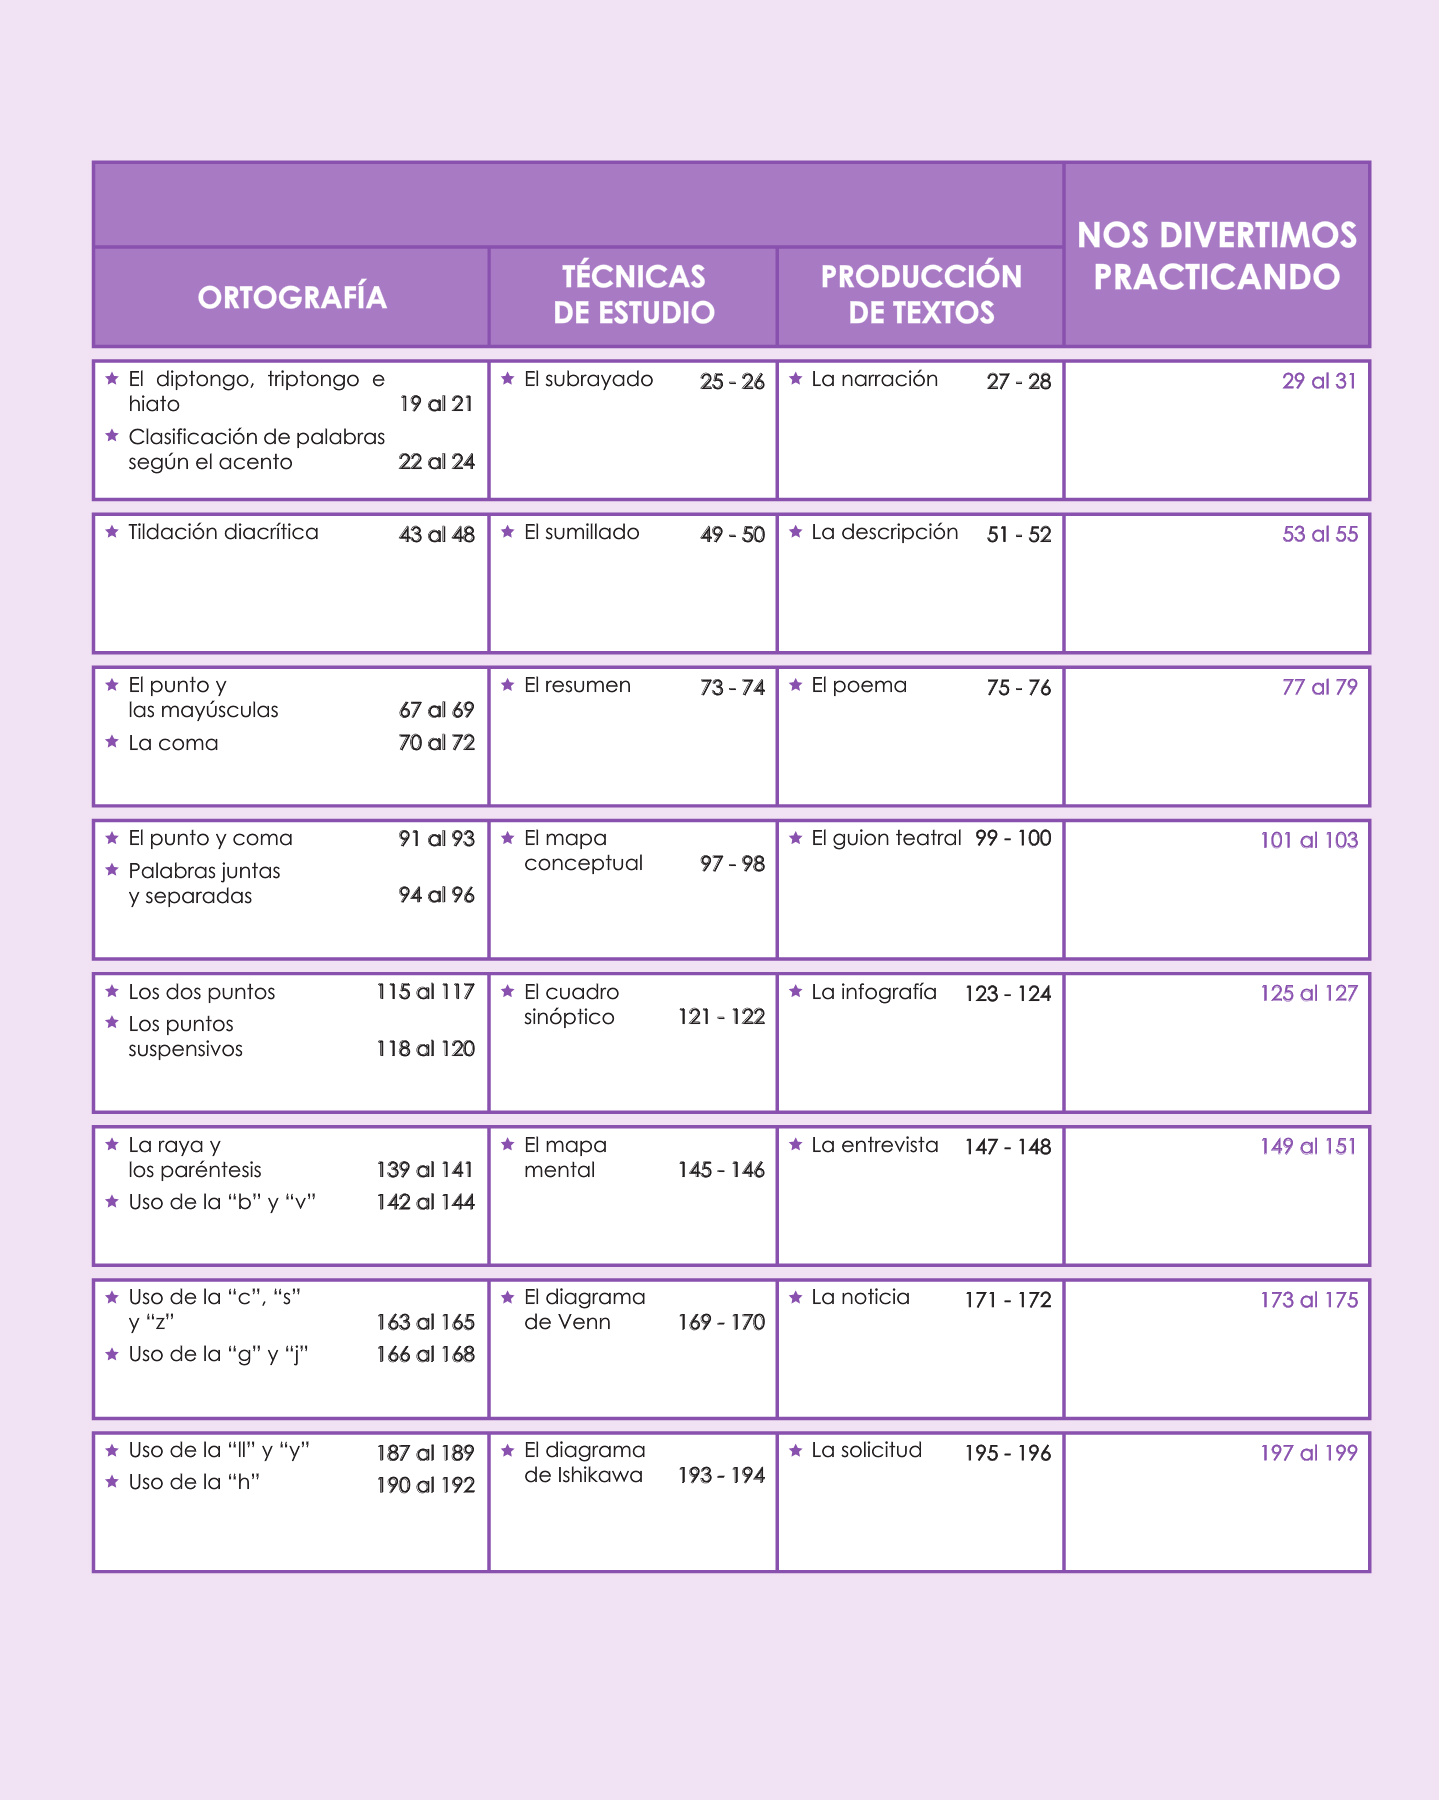 NOS DIVERTIMOS
PRACTICANDO
ORTOGRAFÍA
TÉCNICAS
DE ESTUDIO
PRODUCCIÓN
DE TEXTOS
El diptongo, triptongo e
hiato 19 al 21
Clasificación de palabras
según el acento 22 al 24
El subrayado 25 - 26
La narración 27 - 28
29 al 31
Tildación diacrítica 43 al 48
El sumillado 49 - 50
La descripción 51 - 52
53 al 55
El punto y
las mayúsculas 67 al 69
La coma 70 al 72
El resumen 73 - 74
El poema 75 - 76
77 al 79
El punto y coma 91 al 93
Palabras juntas
y separadas 94 al 96
El mapa
conceptual 97 - 98
El guion teatral 99 - 100
101 al 103
Los dos puntos 115 al 117
Los puntos
suspensivos 118 al 120
El cuadro
sinóptico 121 - 122
La infografía 123 - 124
125 al 127
La raya y
los paréntesis 139 al 141
Uso de la “b” y “v” 142 al 144
El mapa
mental 145 - 146
La entrevista 147 - 148
149 al 151
Uso de la “c”, “s”
y “z” 163 al 165
Uso de la “g” y “j” 166 al 168
El diagrama
de Venn 169 - 170
La noticia 171 - 172
173 al 175
Uso de la “ll” y “y” 187 al 189
Uso de la “h” 190 al 192
El diagrama
de Ishikawa 193 - 194
La solicitud 195 - 196
197 al 199